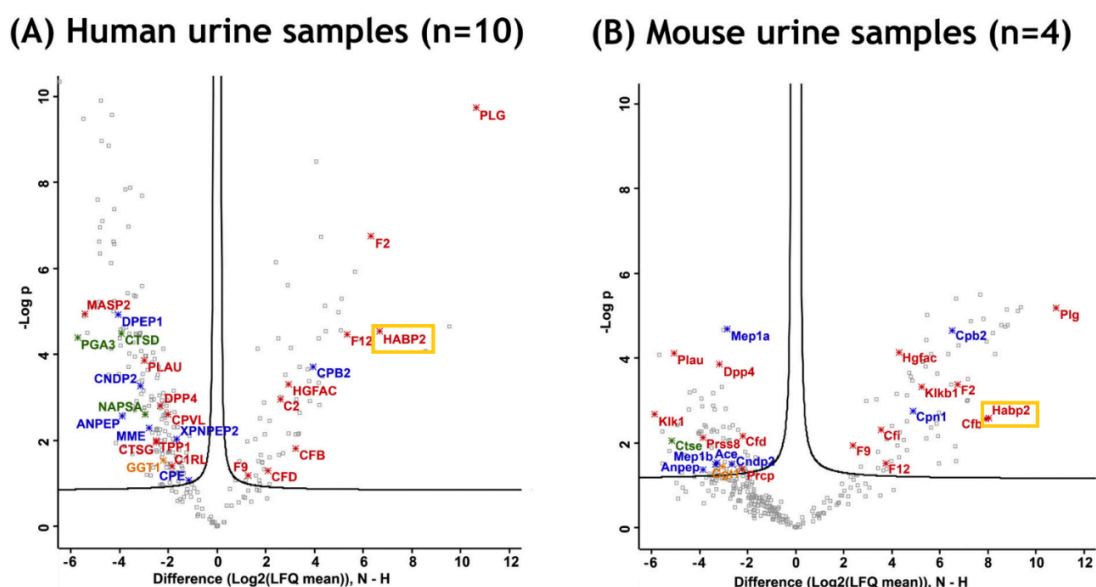 (A) Human urine samples (n=10)
(B) Mouse urine samples (n=4)
-Log p
10
8
6
4
2
0
PLG
F2
MASP2
DPEP1
PGA3
CTSD
F12
HABP2
PLAU
CPB2
CNDP2
HGFAC
DPP4
C2
NAPSA
CPVL
ANPEP
MME
XPNPEP2
CTSG
TPP1
CFB
GGT1
C1RL
F9
CFD
CPE
-6 -4 -2 0 2 4 6 8 10 12
Difference (Log2(LFQ mean)), N - H
-Log p
10
8
6
4
2
0
Plg
Mep1a
Cpb2
Plau
Hgfac
Dpp4
Klkb1
F2
Klk1
Cpn1
Habp2
Cfb
Cfi
Prss8
Cfd
Ctse
F9
Mep1b
Ace
Cndp2
F12
Anpep
Prcp
-6 -4 -2 0 2 4 6 8 10 12
Difference (Log2(LFQ mean)), N - H